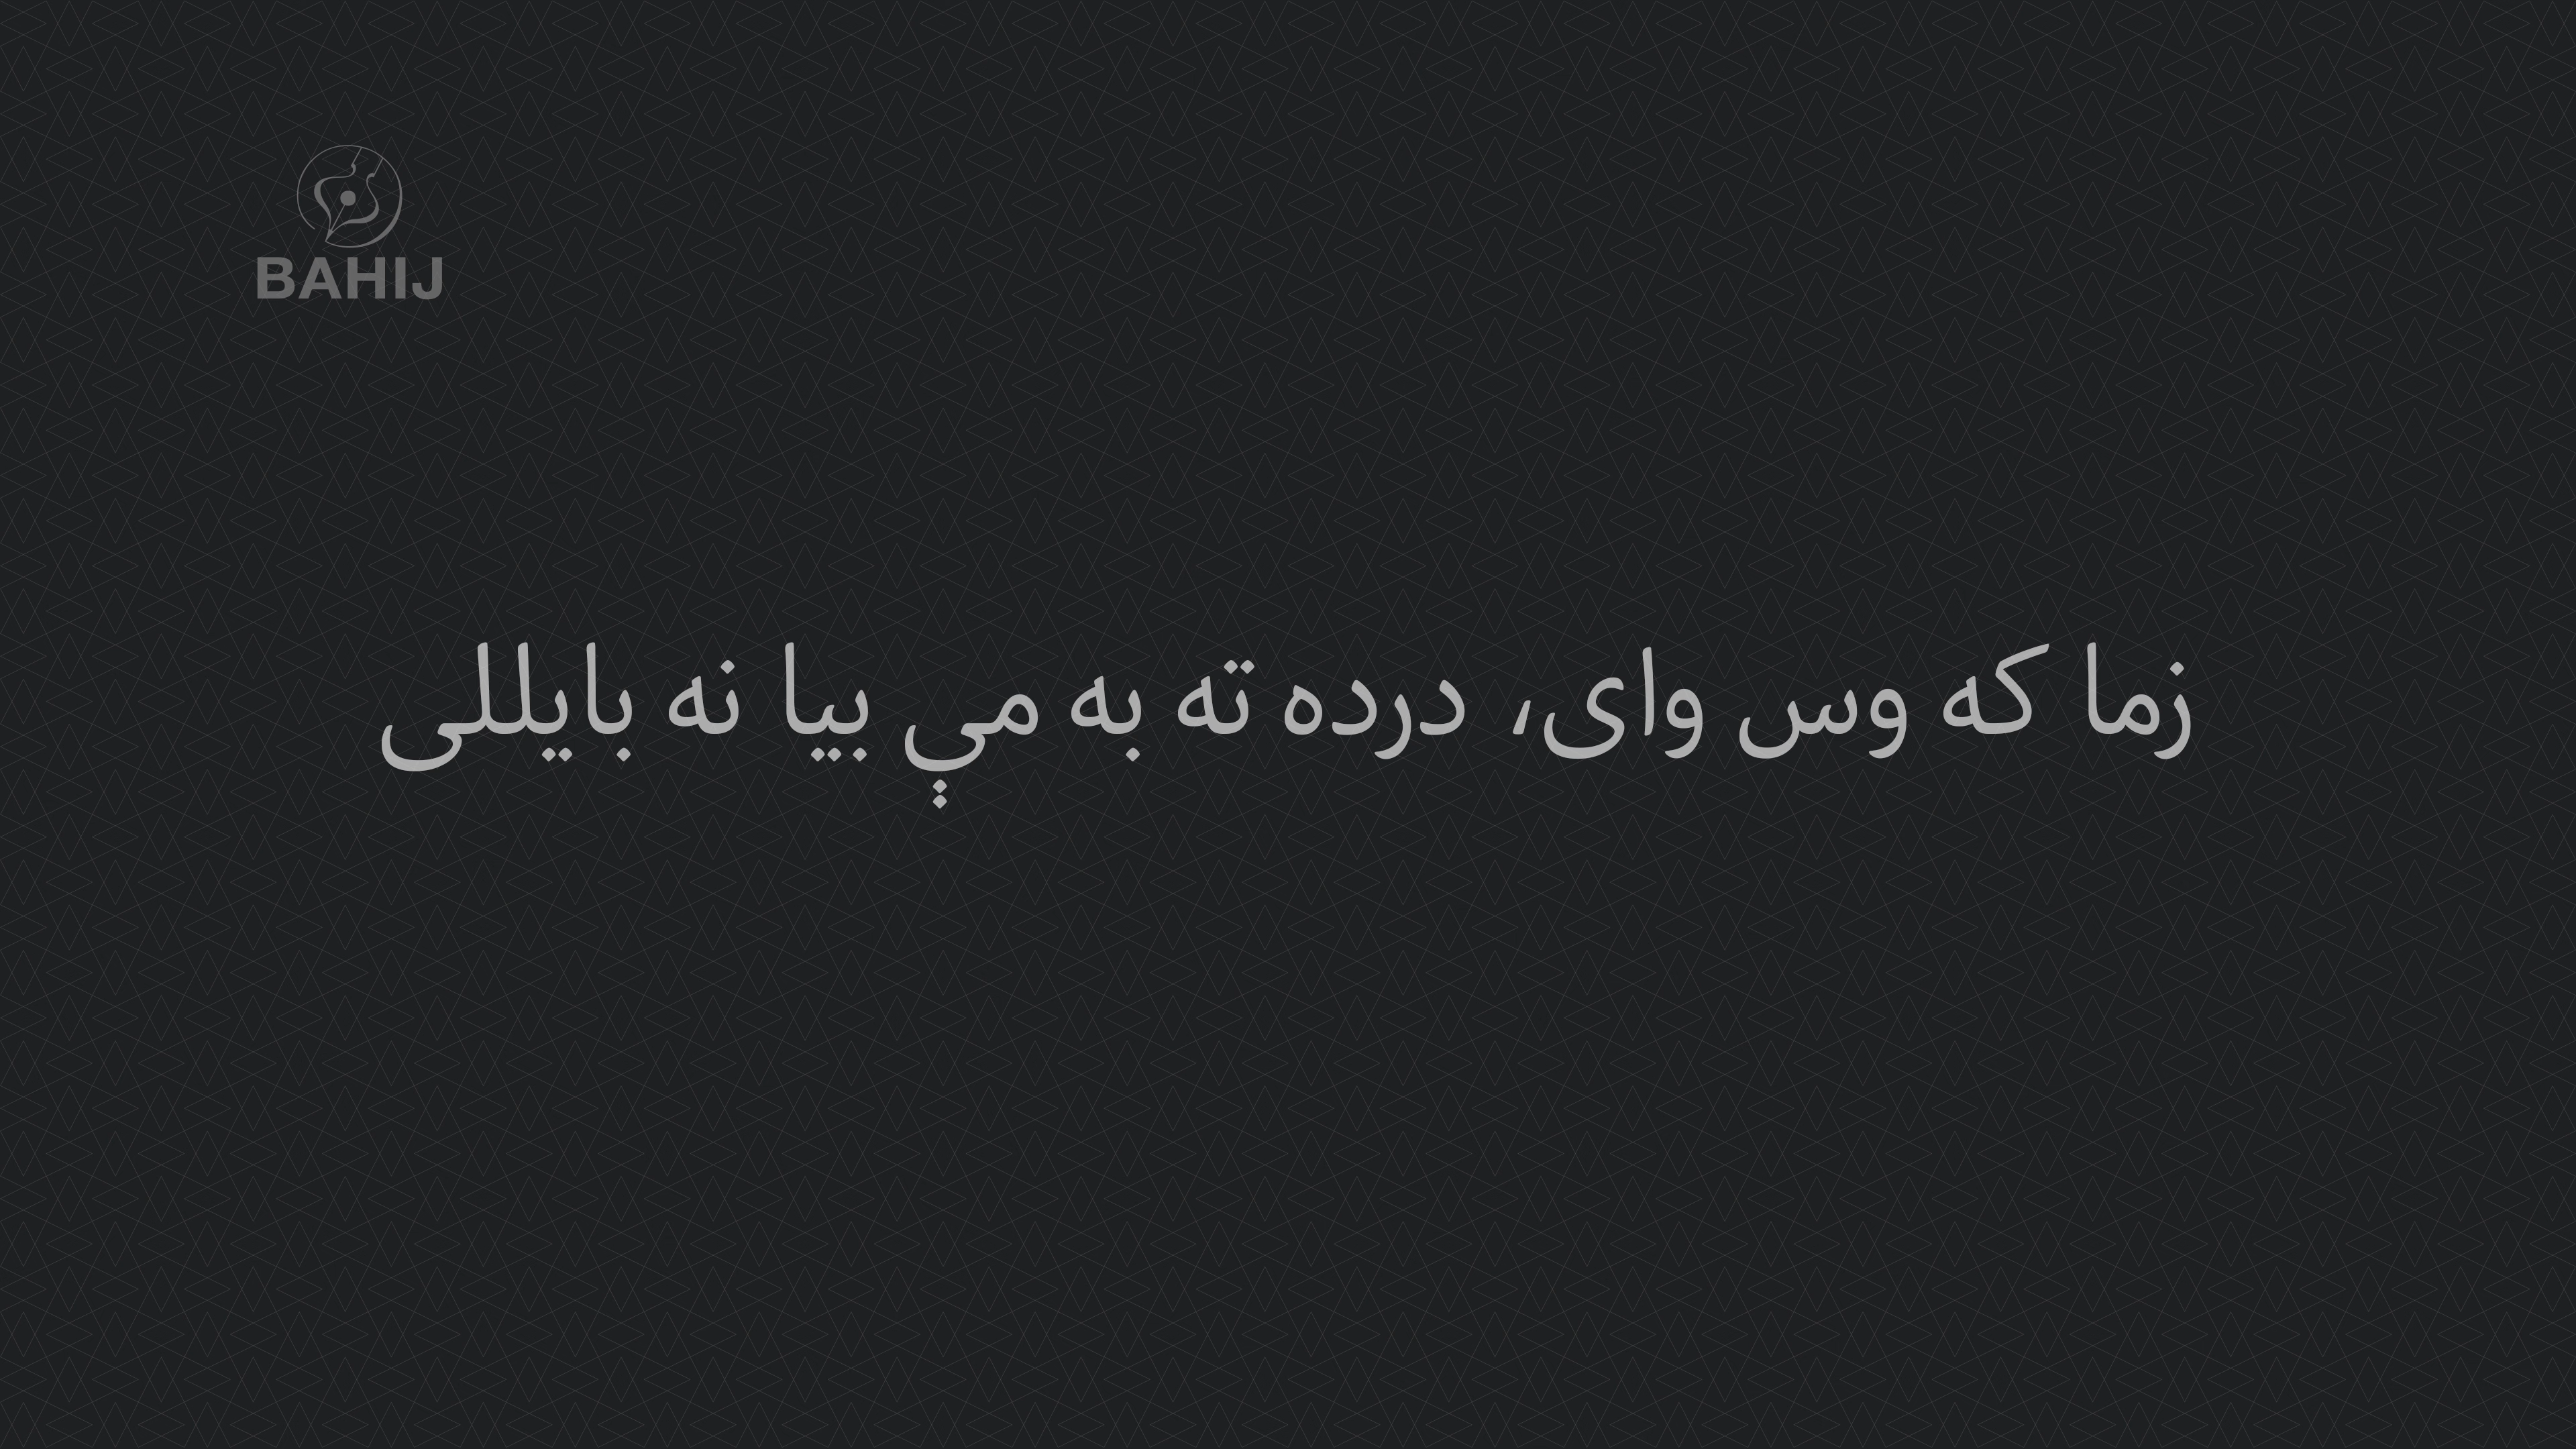 BAHIJ
زما که وس وای، درده ته به مې بیا نه بایللی